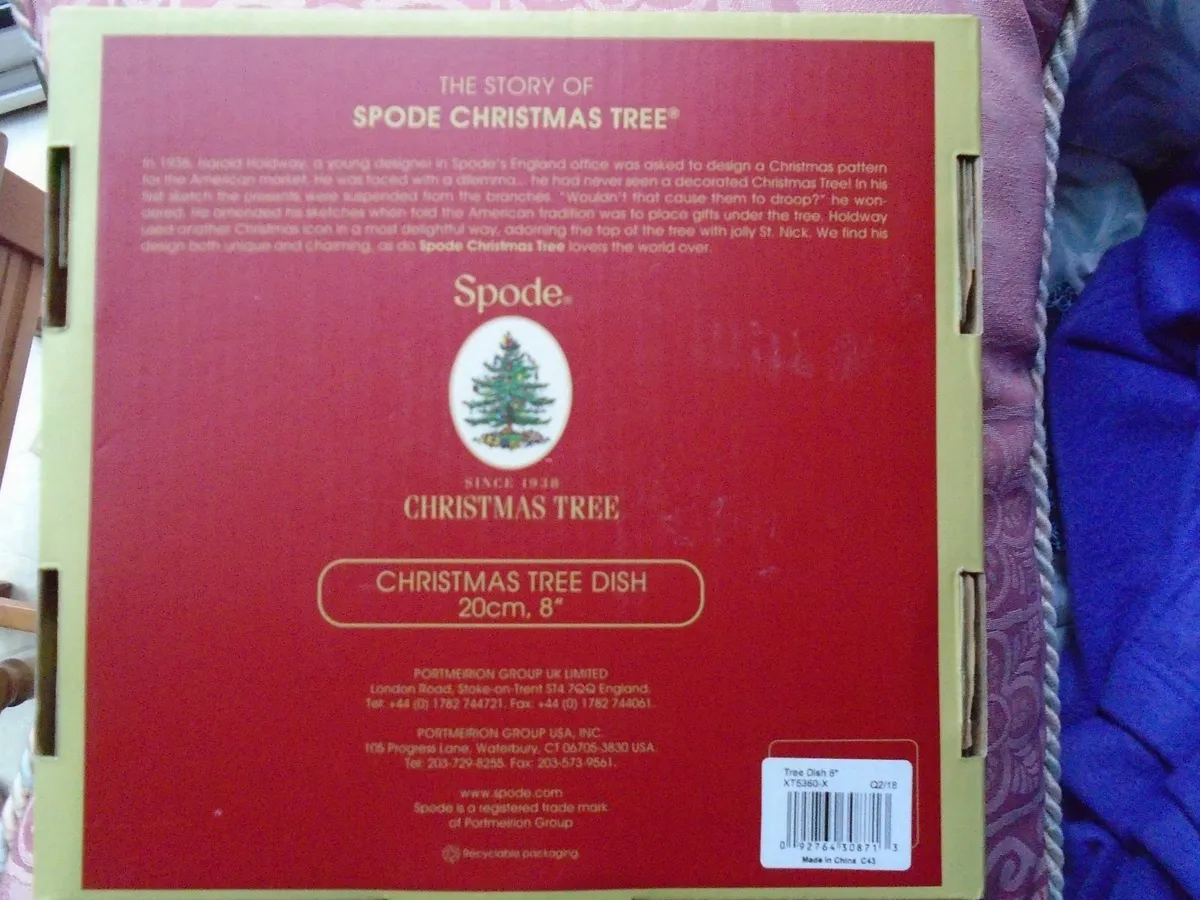 THE STORY OF
SPODE CHRISTMAS TREE®
In 1938, Harold Holdway, a young designer in Spode's England office was asked to design a Christmas pattern
for the American market. He was faced with a dilemma... he had never seen a decorated Christmas Tree! In his
first sketch the presents were suspended from the branches. "Wouldn't that cause them to droop?" he won-
dered. He amended his sketches when told the American tradition was to place gifts under the tree. Holdway
used another Christmas icon in a most delightful way, adorning the top of the tree with jolly St. Nick. We find his
design both unique and charming, as do Spode Christmas Tree lovers the world over.
Spode®
SINCE 1938
CHRISTMAS TREE
CHRISTMAS TREE DISH
20cm, 8"
PORTMEIRION GROUP UK LIMITED
London Road, Stoke-on-Trent ST4 7QQ England.
Tel: +44 (0) 1782 744721. Fax: +44 (0) 1782 744061.
PORTMEIRION GROUP USA, INC.
105 Progress Lane, Waterbury, CT 06705-3830 USA.
Tel: 203-729-8255. Fax: 203-573-9561.
www.spode.com
Spode is a registered trade mark
of Portmeirion Group
Recyclable packaging
Tree Dish 8"
XT5360-X Q2/18
0 92764 30871 3
Made in China C43